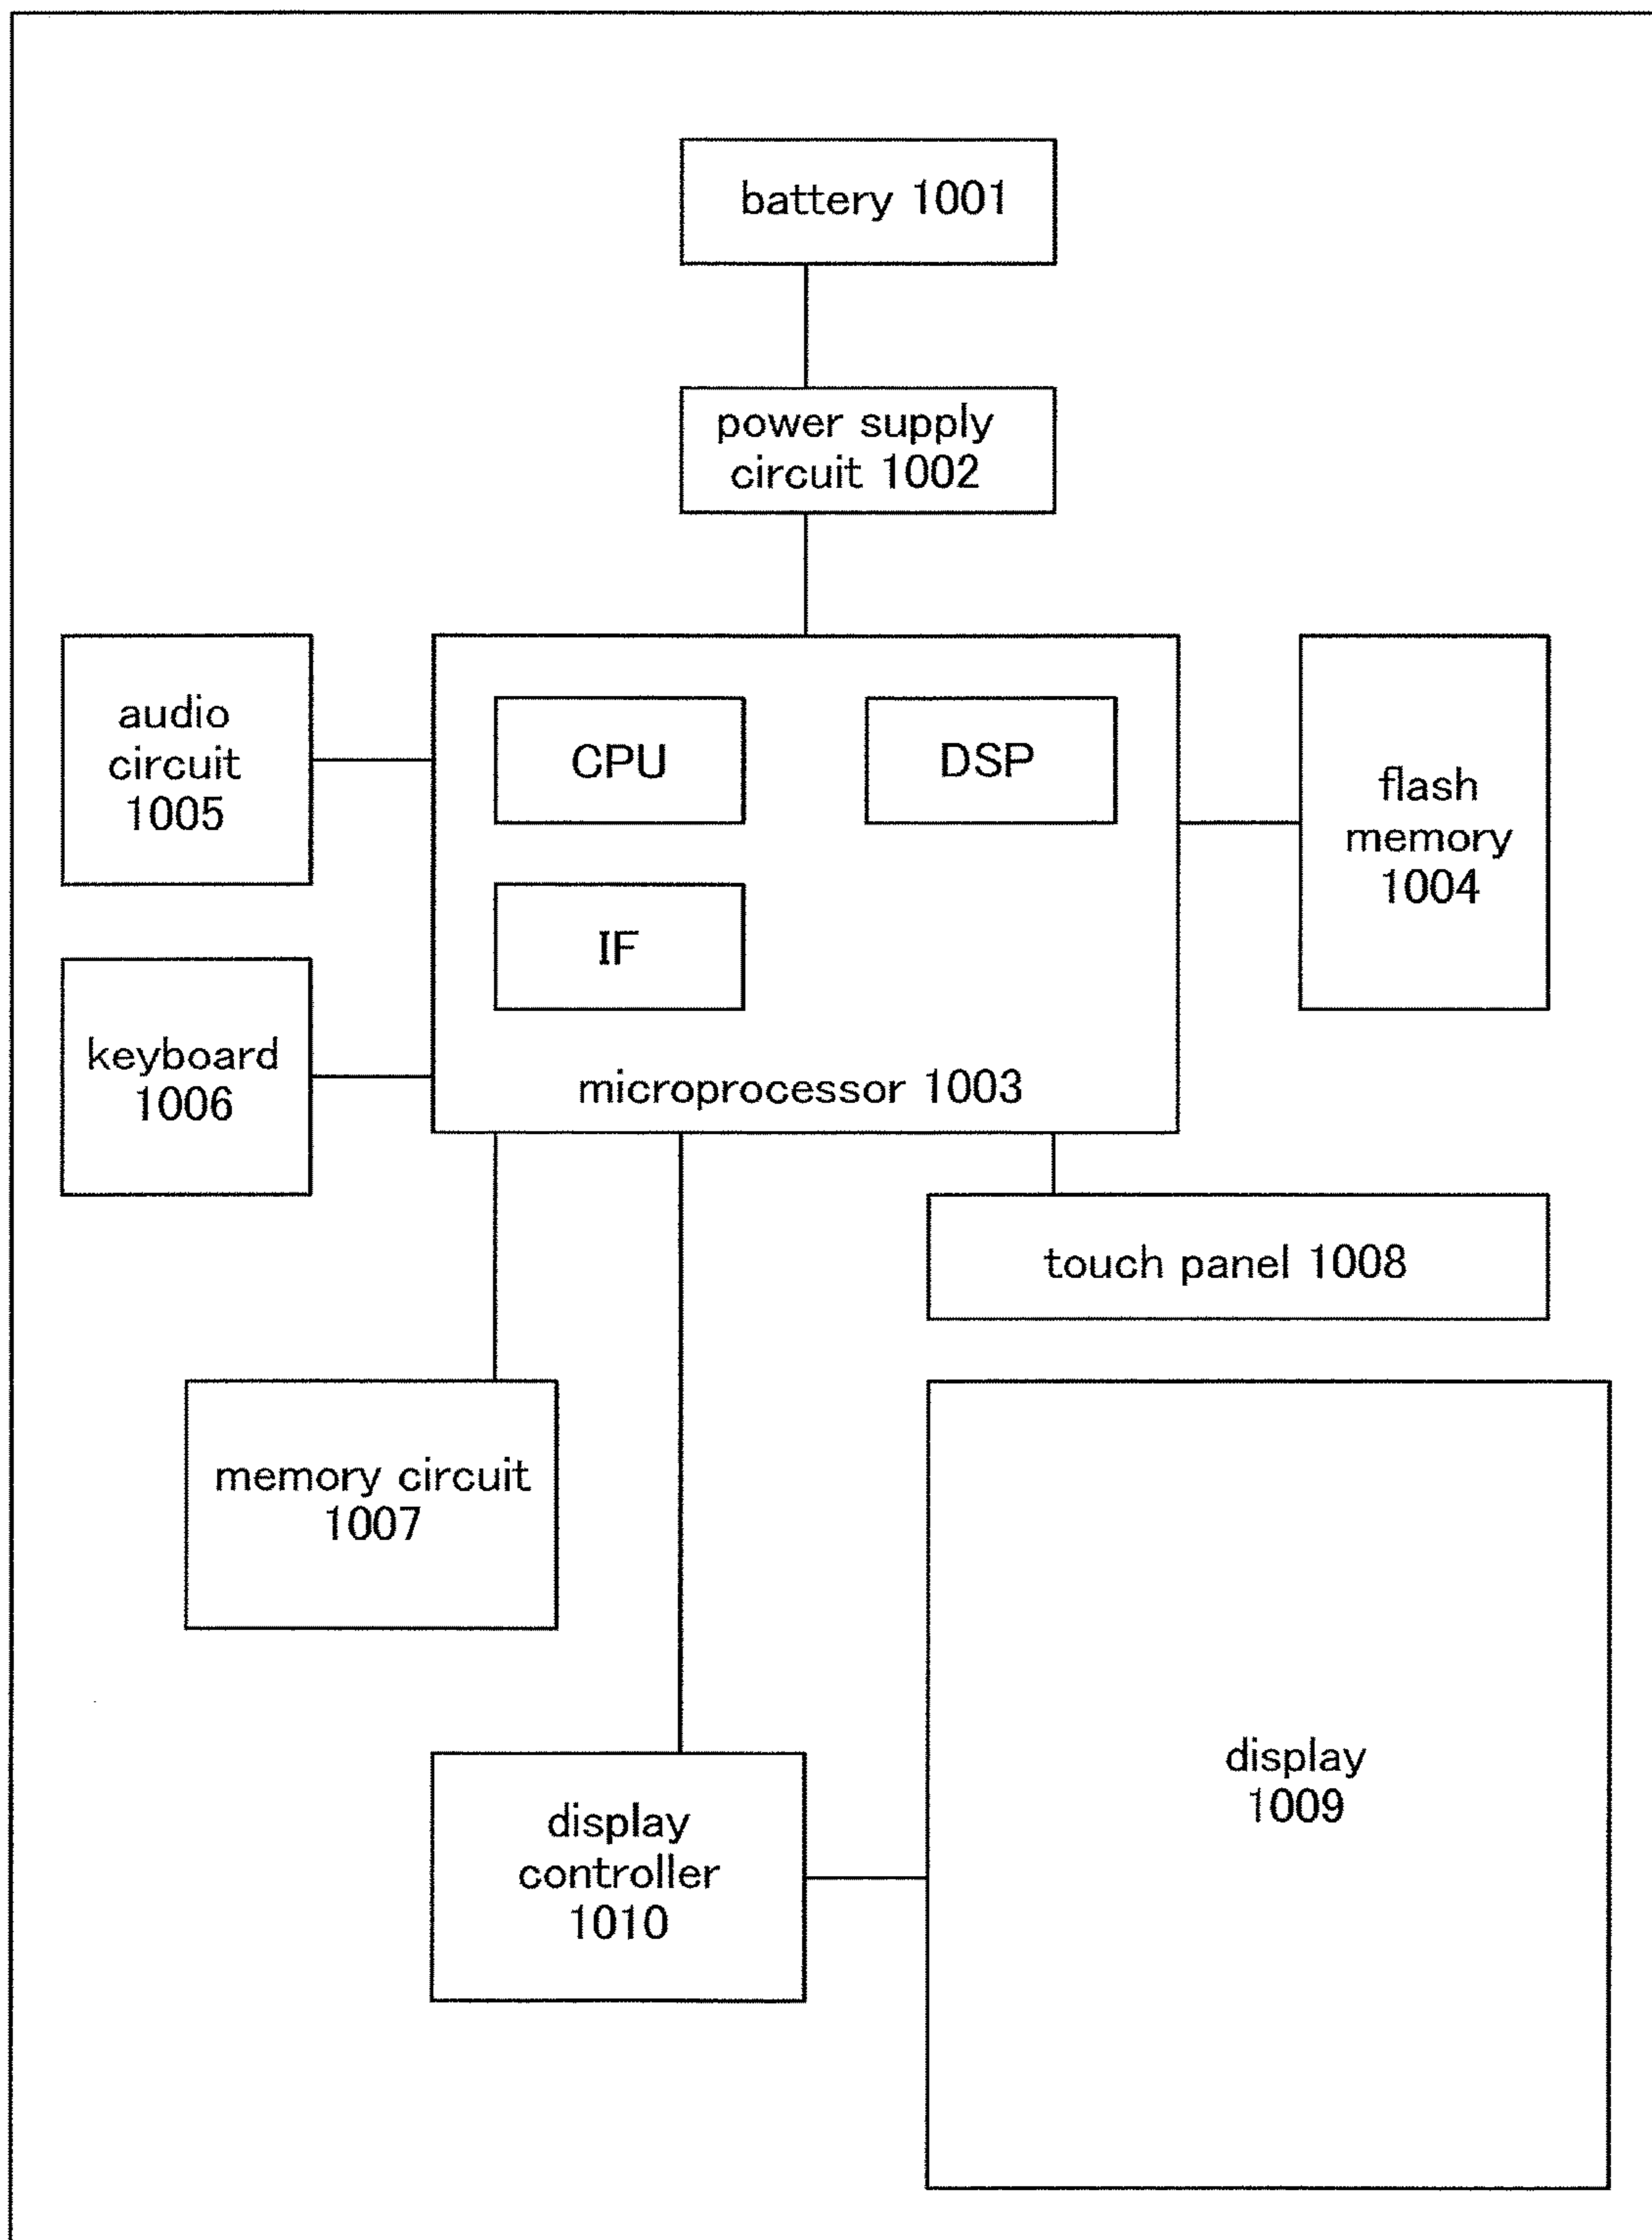 battery 1001
power supply
circuit 1002
audio
circuit
1005
CPU
DSP
flash
memory
1004
IF
keyboard
1006
microprocessor 1003
touch panel 1008
memory circuit
1007
display
1009
display
controller
1010